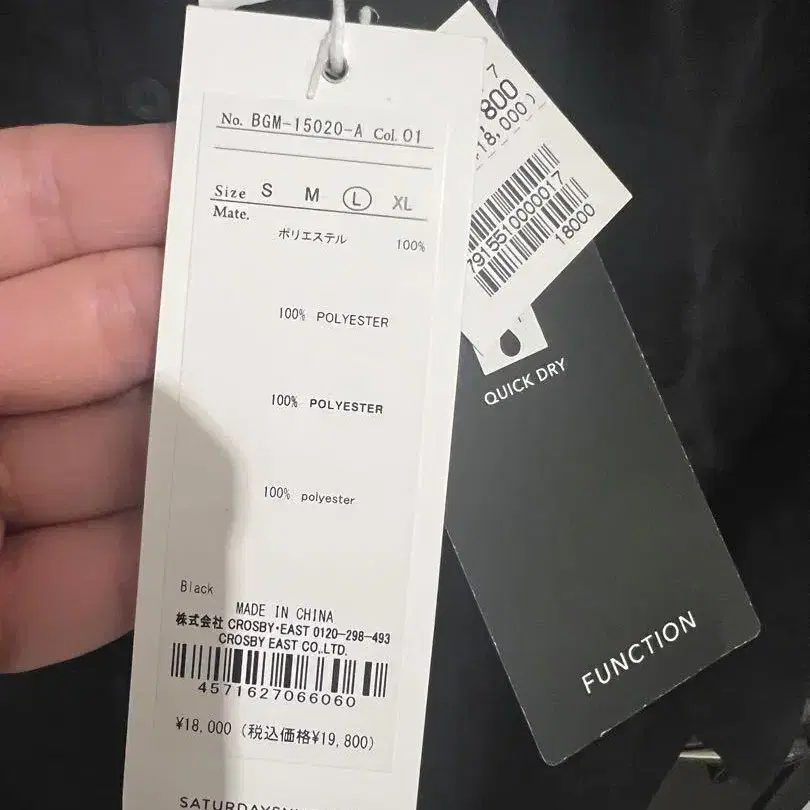 No. BGM-15020-A Col. 01
Size S M L XL
Mate.
ポリエステル 100%
100% POLYESTER
100% POLYESTER
100% polyester
Black
MADE IN CHINA
株式会社 CROSBY・EAST 0120-298-493
CROSBY EAST CO,.LTD.
4571627066060
¥18,000 (税込価格¥19,800)
7
,800
18,000)
7915510000017
18000
QUICK DRY
FUNCTION